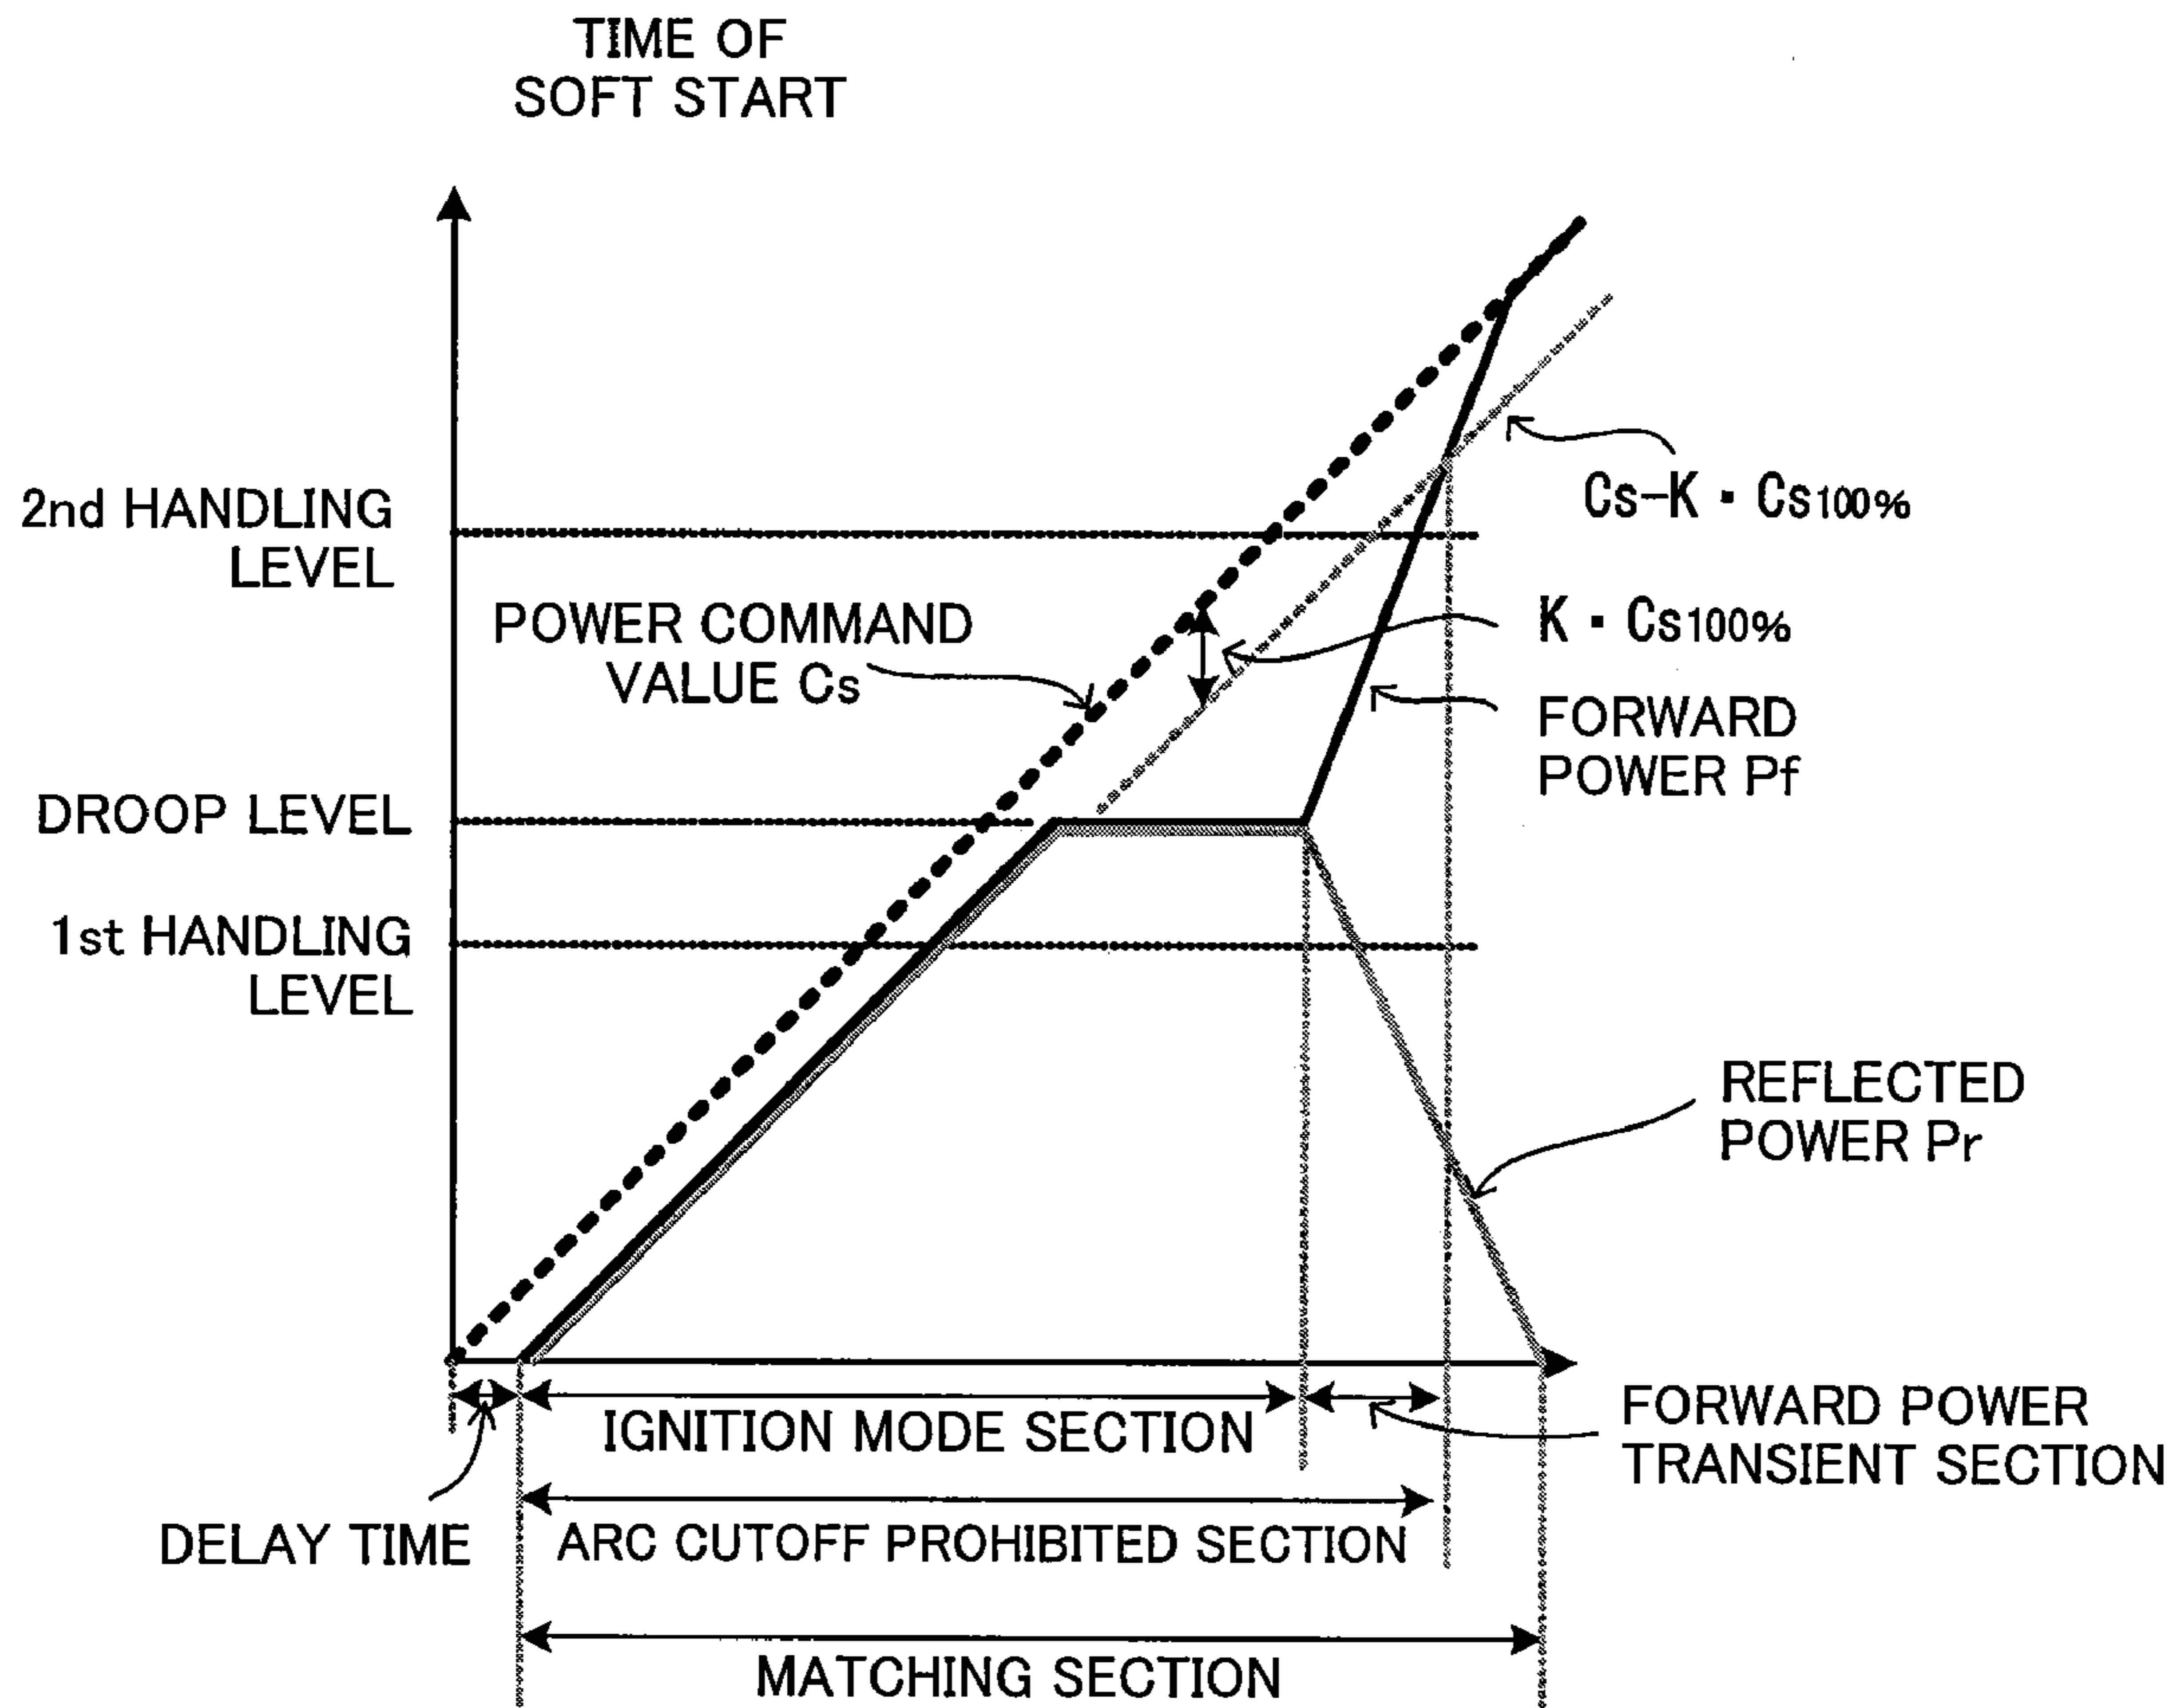 TIME OF
SOFT START
2nd HANDLING
LEVEL
Cs-K・Cs100%
POWER COMMAND
VALUE Cs
K・Cs100%
FORWARD
POWER Pf
DROOP LEVEL
1st HANDLING
LEVEL
REFLECTED
POWER Pr
IGNITION MODE SECTION
FORWARD POWER
TRANSIENT SECTION
DELAY TIME
ARC CUTOFF PROHIBITED SECTION
MATCHING SECTION